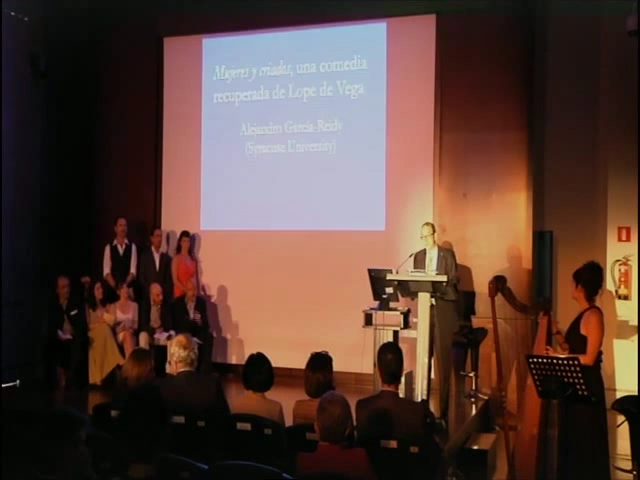 Mujeres y criados, una comedia
recuperada de Lope de Vega
Alejandro García-Reidy
(Syracuse University)